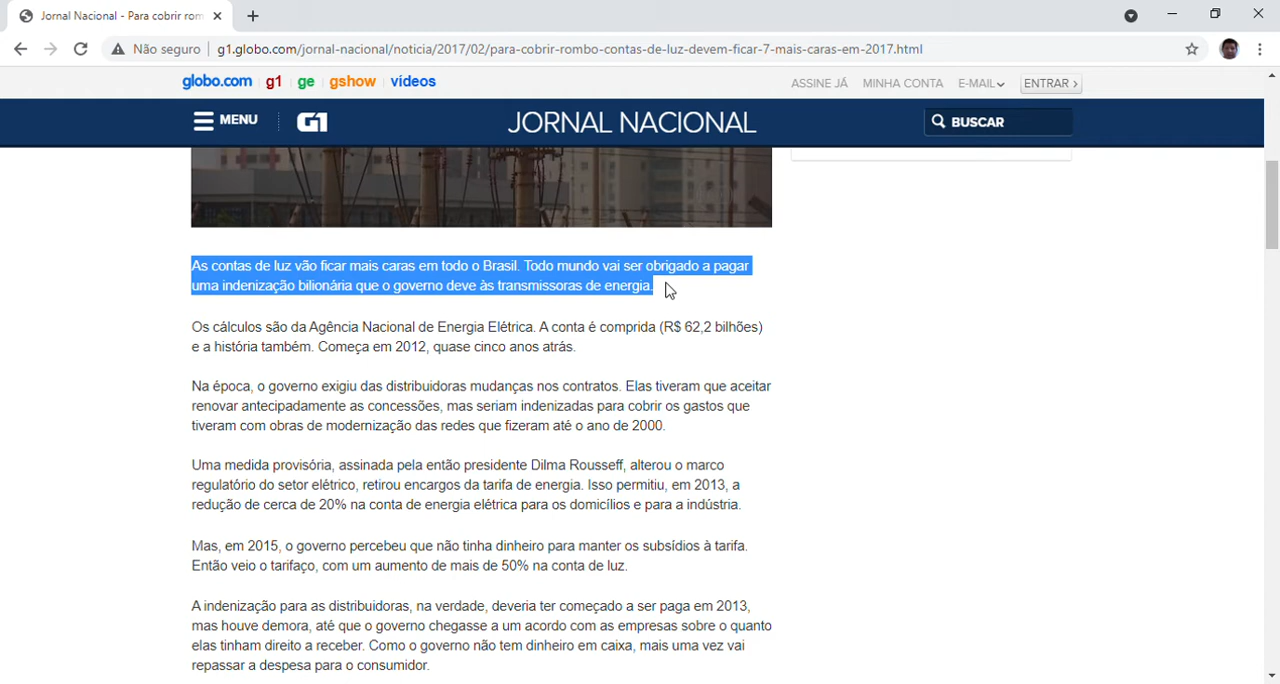 Jornal Nacional - Para cobrir rom
Não seguro
g1.globo.com/jornal-nacional/noticia/2017/02/para-cobrir-rombo-contas-de-luz-devem-ficar-7-mais-caras-em-2017.html
globo.com g1 ge gshow vídeos
ASSINE JÁ MINHA CONTA E-MAIL ENTRAR
MENU G1 JORNAL NACIONAL BUSCAR
As contas de luz vão ficar mais caras em todo o Brasil. Todo mundo vai ser obrigado a pagar
uma indenização bilionária que o governo deve às transmissoras de energia.
Os cálculos são da Agência Nacional de Energia Elétrica. A conta é comprida (R$ 62,2 bilhões)
e a história também. Começa em 2012, quase cinco anos atrás.
Na época, o governo exigiu das distribuidoras mudanças nos contratos. Elas tiveram que aceitar
renovar antecipadamente as concessões, mas seriam indenizadas para cobrir os gastos que
tiveram com obras de modernização das redes que fizeram até o ano de 2000.
Uma medida provisória, assinada pela então presidente Dilma Rousseff, alterou o marco
regulatório do setor elétrico, retirou encargos da tarifa de energia. Isso permitiu, em 2013, a
redução de cerca de 20% na conta de energia elétrica para os domicílios e para a indústria.
Mas, em 2015, o governo percebeu que não tinha dinheiro para manter os subsídios à tarifa.
Então veio o tarifaço, com um aumento de mais de 50% na conta de luz.
A indenização para as distribuidoras, na verdade, deveria ter começado a ser paga em 2013,
mas houve demora, até que o governo chegasse a um acordo com as empresas sobre o quanto
elas tinham direito a receber. Como o governo não tem dinheiro em caixa, mais uma vez vai
repassar a despesa para o consumidor.